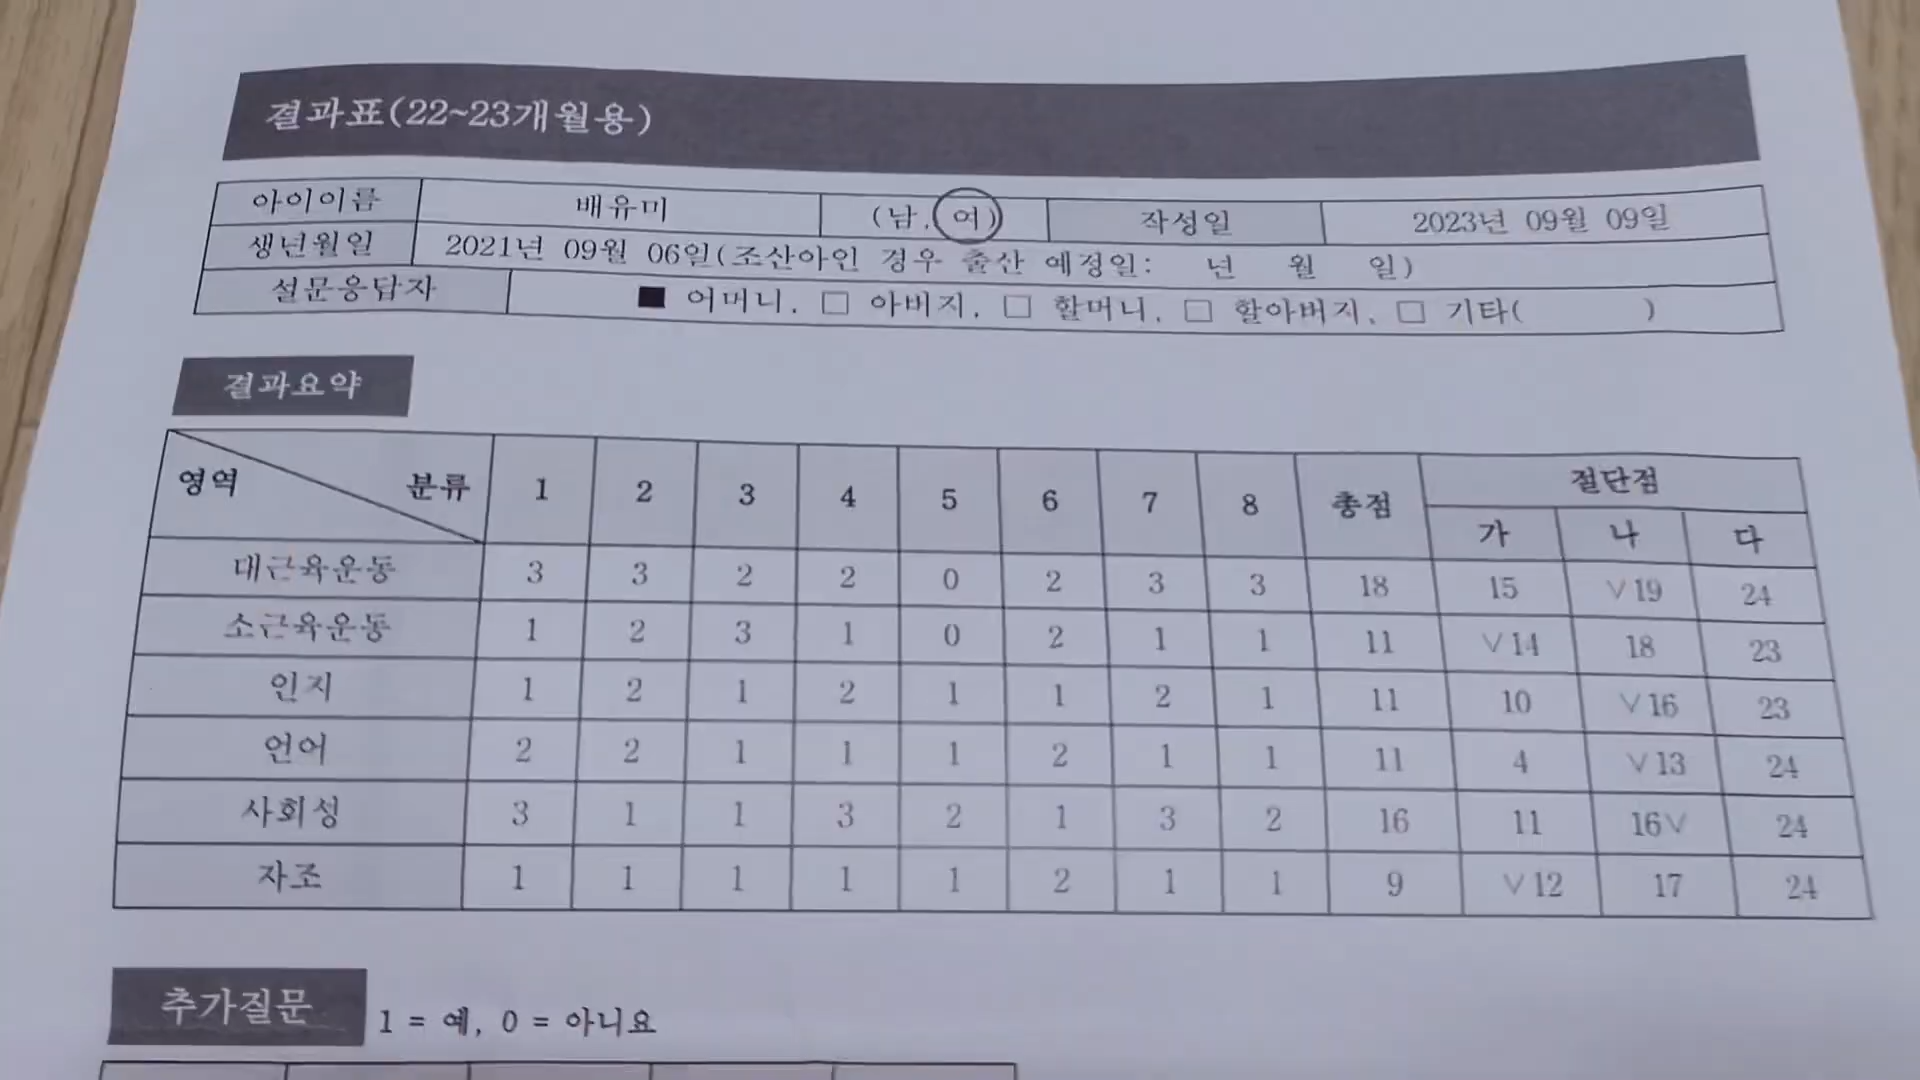 결과표(22~23개월용)
아이이름 배유미 (남, 여) 작성일 2023년 09월 09일
생년월일 2021년 09월 06일(조산아인 경우 출산 예정일: 년 월 일)
설문응답자 ■ 어머니, □ 아버지, □ 할머니, □ 할아버지, □ 기타( )
결과요약
영역 분류 1 2 3 4 5 6 7 8 총점 절단점
가 나 다
대근육운동 3 3 2 2 0 2 3 3 18 15 V19 24
소근육운동 1 2 3 1 0 2 1 1 11 V14 18 23
인지 1 2 1 2 1 1 2 1 11 10 V16 23
언어 2 2 1 1 1 2 1 1 11 4 V13 24
사회성 3 1 1 3 2 1 3 2 16 11 16V 24
자조 1 1 1 1 1 2 1 1 9 V12 17 24
추가질문 1 = 예, 0 = 아니요